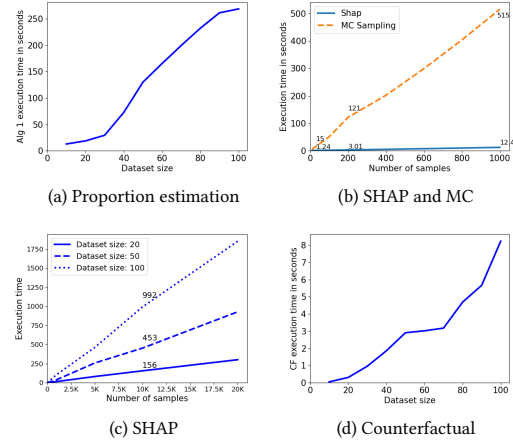 250
200
150
100
50
0
Alg 1 execution time in seconds
0 20 40 60 80 100
Dataset size
(a) Proportion estimation
500
400
300
200
100
0
Execution time in seconds
Shap
MC Sampling
515
121
15
1.24
3.01
12.4
0 200 400 600 800 1000
Number of samples
(b) SHAP and MC
1750
1500
1250
1000
750
500
250
0
Execution time
Dataset size: 20
Dataset size: 50
Dataset size: 100
992
453
156
0 2.5K 5K 7.5K 10K 12.5K 15K 17.5K 20K
Number of samples
(c) SHAP
8
7
6
5
4
3
2
1
0
CF execution time in seconds
0 20 40 60 80 100
Dataset size
(d) Counterfactual